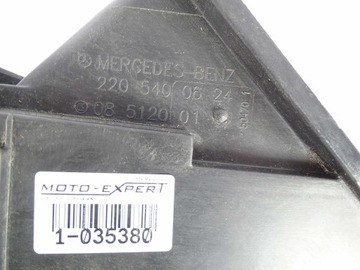 MERCEDES-BENZ
220 540 06 24
08 5120 01
MOTO-EXPERT
1-035380